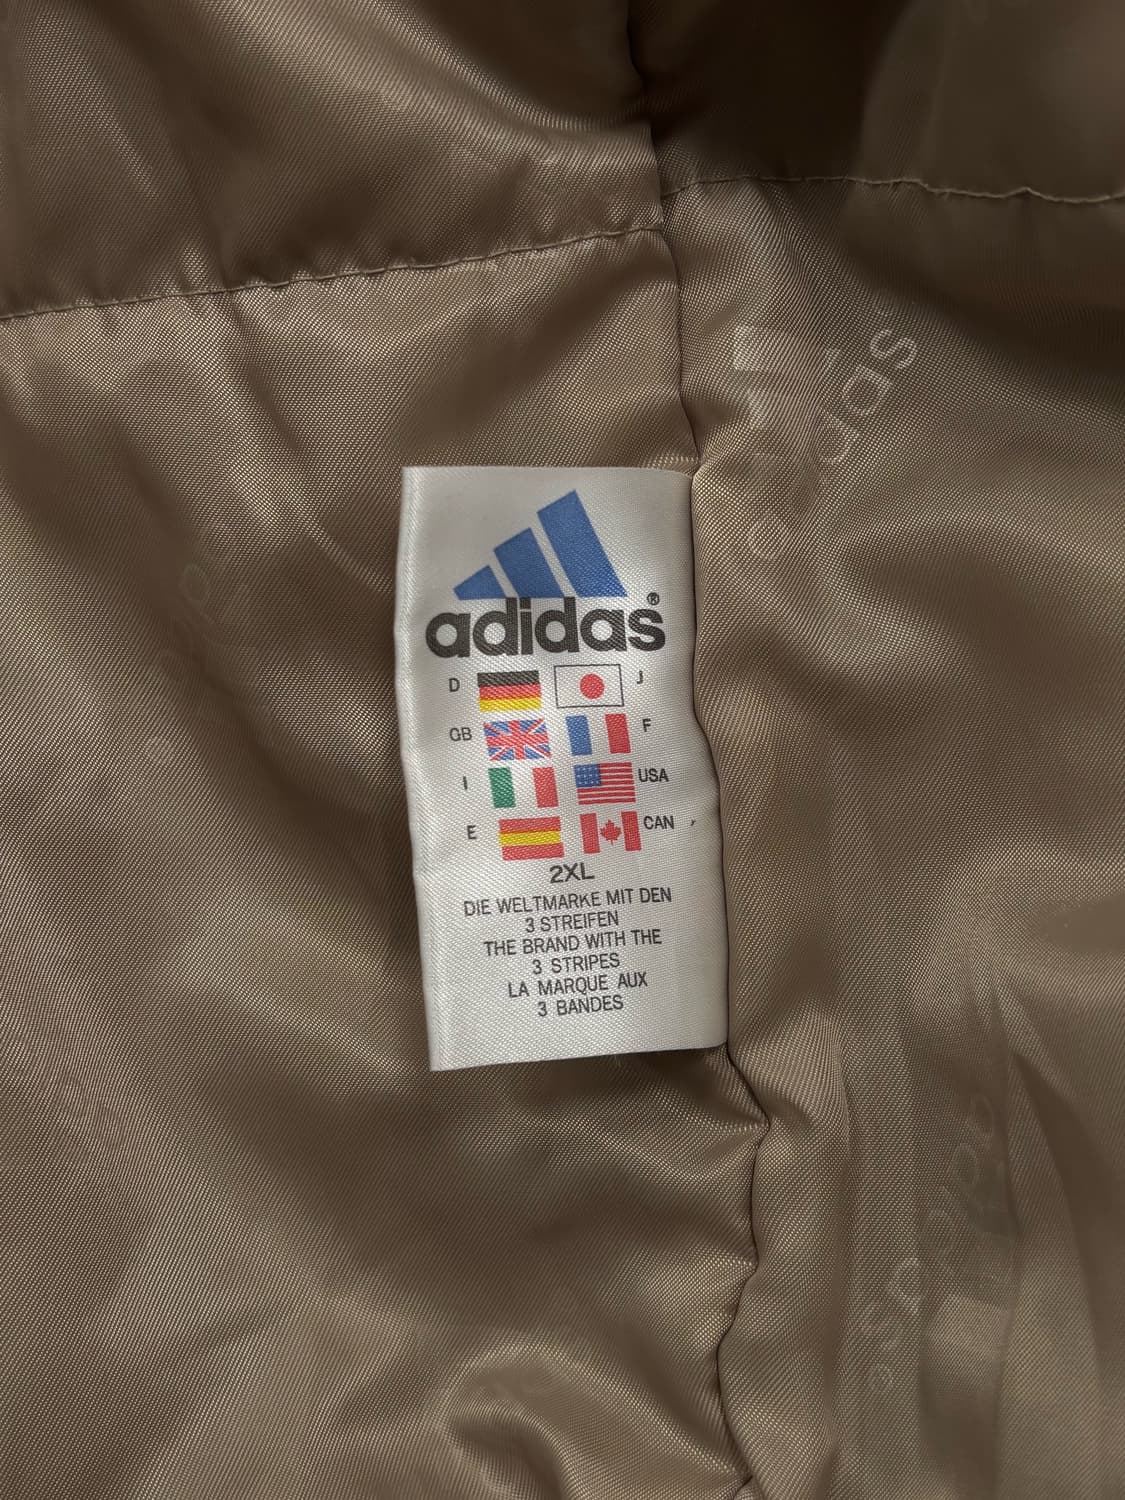 adidas®
D J
GB F
I USA
E CAN
2XL
DIE WELTMARKE MIT DEN
3 STREIFEN
THE BRAND WITH THE
3 STRIPES
LA MARQUE AUX
3 BANDES
adidas